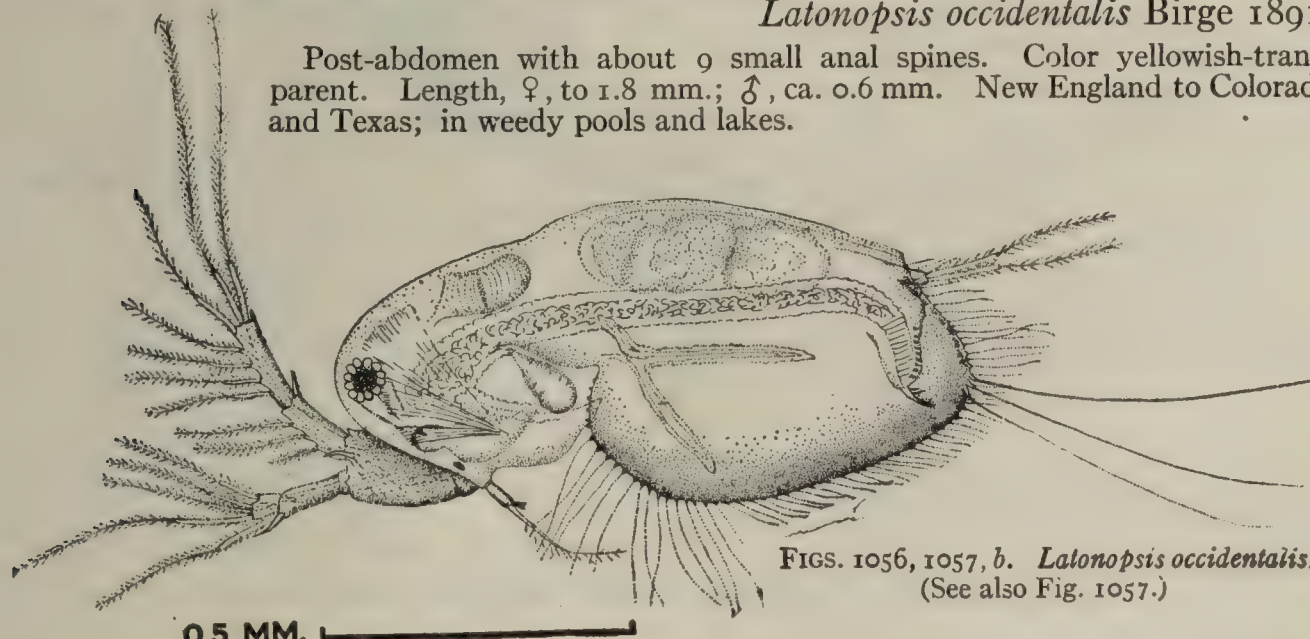 Latonopsis occidentalis Birge 189
Post-abdomen with about 9 small anal spines. Color yellowish-tran
parent. Length, ♀, to 1.8 mm.; ♂, ca. 0.6 mm. New England to Colorad
and Texas; in weedy pools and lakes.
FIGS. 1056, 1057, b. Latonopsis occidentalis.
(See also Fig. 1057.)
0.5 MM.